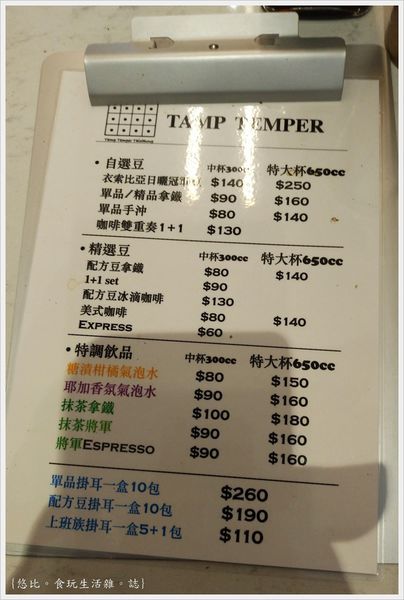 TAMP TEMPER
• 自選豆 中杯300cc 特大杯650cc
衣索比亞日曬冠軍豆 $140 $250
單品/精品拿鐵 $90 $160
單品手沖 $80 $140
咖啡雙重奏1+1 $130
• 精選豆 中杯300cc 特大杯650cc
配方豆拿鐵 $80 $140
1+1 set $90
配方豆冰滴咖啡 $130
美式咖啡 $80 $140
EXPRESS $60
• 特調飲品 中杯300cc 特大杯650cc
糖漬柑橘氣泡水 $80 $150
耶加香氛氣泡水 $90 $160
抹茶拿鐵 $100 $180
抹茶將軍 $90 $160
將軍ESPRESSO $90 $160
單品掛耳一盒10包 $260
配方豆掛耳一盒10包 $190
上班族掛耳一盒5+1包 $110
{悠比。食玩生活雜。誌}